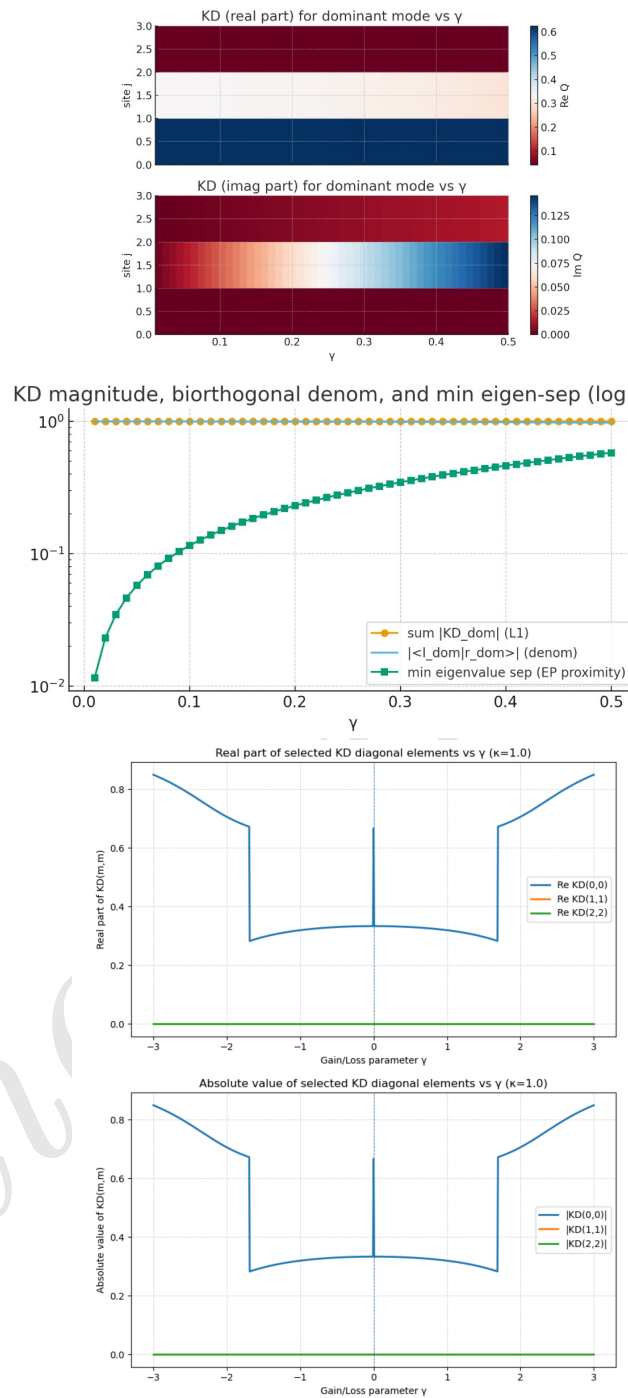 KD (real part) for dominant mode vs γ
3.0
2.5
2.0
1.5
1.0
0.5
0.0
site j
0.6
0.5
0.4
0.3
0.2
0.1
Re Q
KD (imag part) for dominant mode vs γ
3.0
2.5
2.0
1.5
1.0
0.5
0.0
site j
0.1 0.2 0.3 0.4 0.5
γ
0.125
0.100
0.075
0.050
0.025
0.000
Im Q
KD magnitude, biorthogonal denom, and min eigen-sep (log
10⁰
10⁻¹
10⁻²
sum |KD_dom| (L1)
|<l_dom|r_dom>| (denom)
min eigenvalue sep (EP proximity)
0.0 0.1 0.2 0.3 0.4 0.5
γ
Real part of selected KD diagonal elements vs γ (κ=1.0)
0.8
0.6
0.4
0.2
0.0
Real part of KD(m,m)
Re KD(0,0)
Re KD(1,1)
Re KD(2,2)
−3 −2 −1 0 1 2 3
Gain/Loss parameter γ
Absolute value of selected KD diagonal elements vs γ (κ=1.0)
0.8
0.6
0.4
0.2
0.0
Absolute value of KD(m,m)
|KD(0,0)|
|KD(1,1)|
|KD(2,2)|
−3 −2 −1 0 1 2 3
Gain/Loss parameter γ